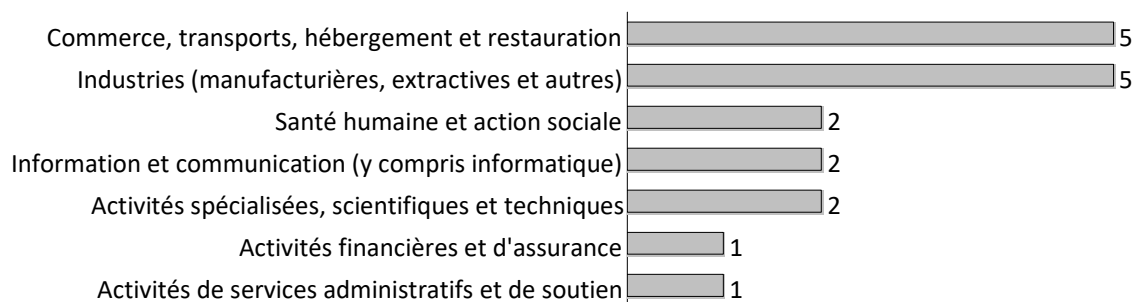 Commerce, transports, hébergement et restauration 5
Industries (manufacturières, extractives et autres) 5
Santé humaine et action sociale 2
Information et communication (y compris informatique) 2
Activités spécialisées, scientifiques et techniques 2
Activités financières et d'assurance 1
Activités de services administratifs et de soutien 1